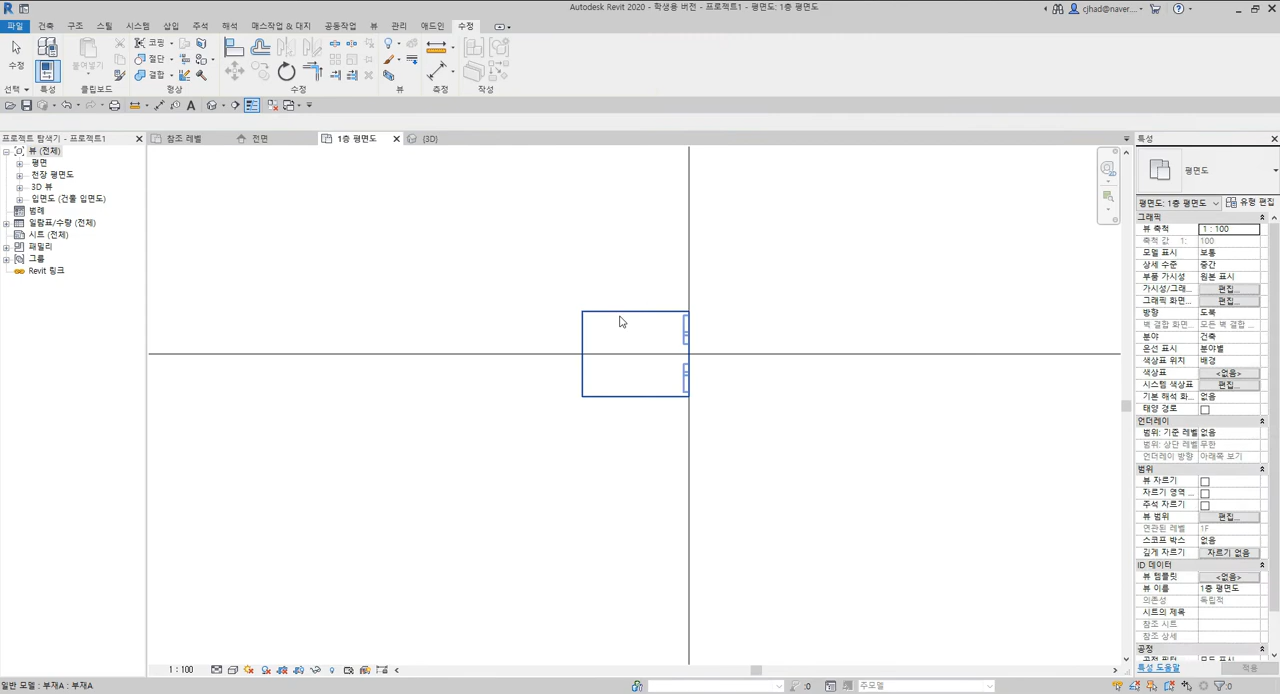 Autodesk Revit 2020 - 학생용 버전 - 프로젝트1 - 평면도: 1층 평면도
cjhad@naver....
파일 건축 구조 스틸 시스템 삽입 주석 해석 매스작업 & 대지 공동작업 뷰 관리 애드인 수정
수정
붙여넣기
코핑
절단
결합
선택 특성 클립보드 형상 수정 뷰 측정 작성
프로젝트 탐색기 - 프로젝트1
뷰 (전체)
평면
천장 평면도
3D 뷰
입면도 (건물 입면도)
범례
일람표/수량 (전체)
시트 (전체)
패밀리
그룹
Revit 링크
참조 레벨 전면 1층 평면도 {3D}
특성
평면도
평면도: 1층 평면도 유형 편집
그래픽
뷰 축척 1 : 100
축척 값 1: 100
모델 표시 보통
상세 수준 중간
부품 가시성 원본 표시
가시성/그래... 편집...
그래픽 화면... 편집...
방향 도북
벽 결합 화면... 모든 벽 결합 ...
분야 건축
은선 표시 분야별
색상표 위치 배경
색상표 <없음>
시스템 색상표 편집...
기본 해석 화... 없음
태양 경로
언더레이
범위: 기준 레벨 없음
범위: 상단 레벨 무한
언더레이 방향 아래쪽 보기
범위
뷰 자르기
자르기 영역 ...
주석 자르기
뷰 범위 편집...
연관된 레벨 1F
스코프 박스 없음
깊게 자르기 자르기 없음
ID 데이터
뷰 템플릿 <없음>
뷰 이름 1층 평면도
의존성 독립적
시트의 제목
참조 시트
참조 상세
공정
공정 필터 모두 표시
특성 도움말 적용
1 : 100
일반 모델 : 부재A : 부재A
:0
주모델
:0